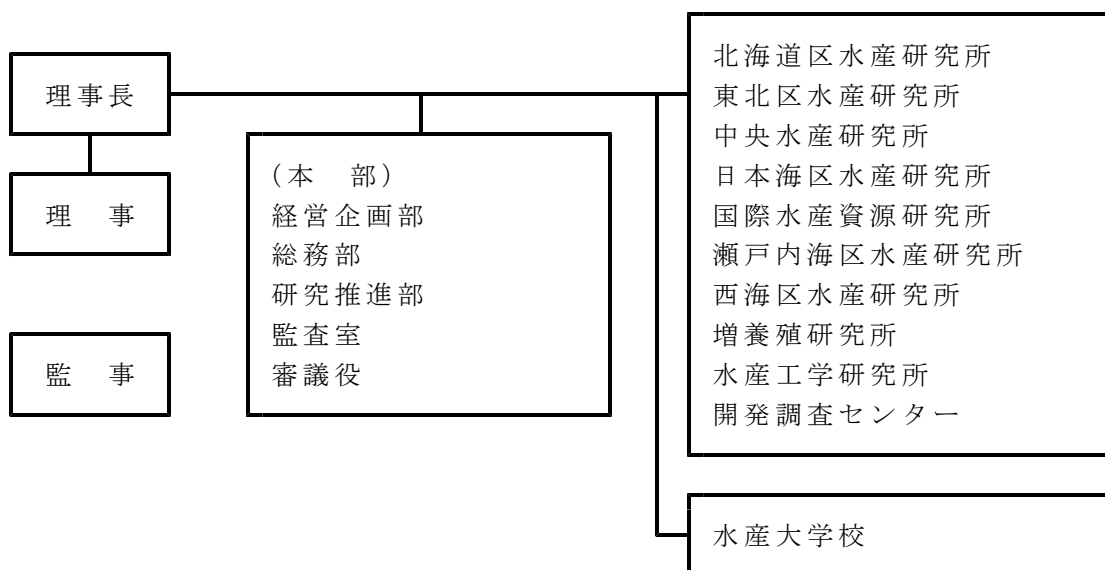 理事長
理　事
監　事
(本　部)
経営企画部
総務部
研究推進部
監査室
審議役
北海道区水産研究所
東北区水産研究所
中央水産研究所
日本海区水産研究所
国際水産資源研究所
瀬戸内海区水産研究所
西海区水産研究所
増養殖研究所
水産工学研究所
開発調査センター
水産大学校